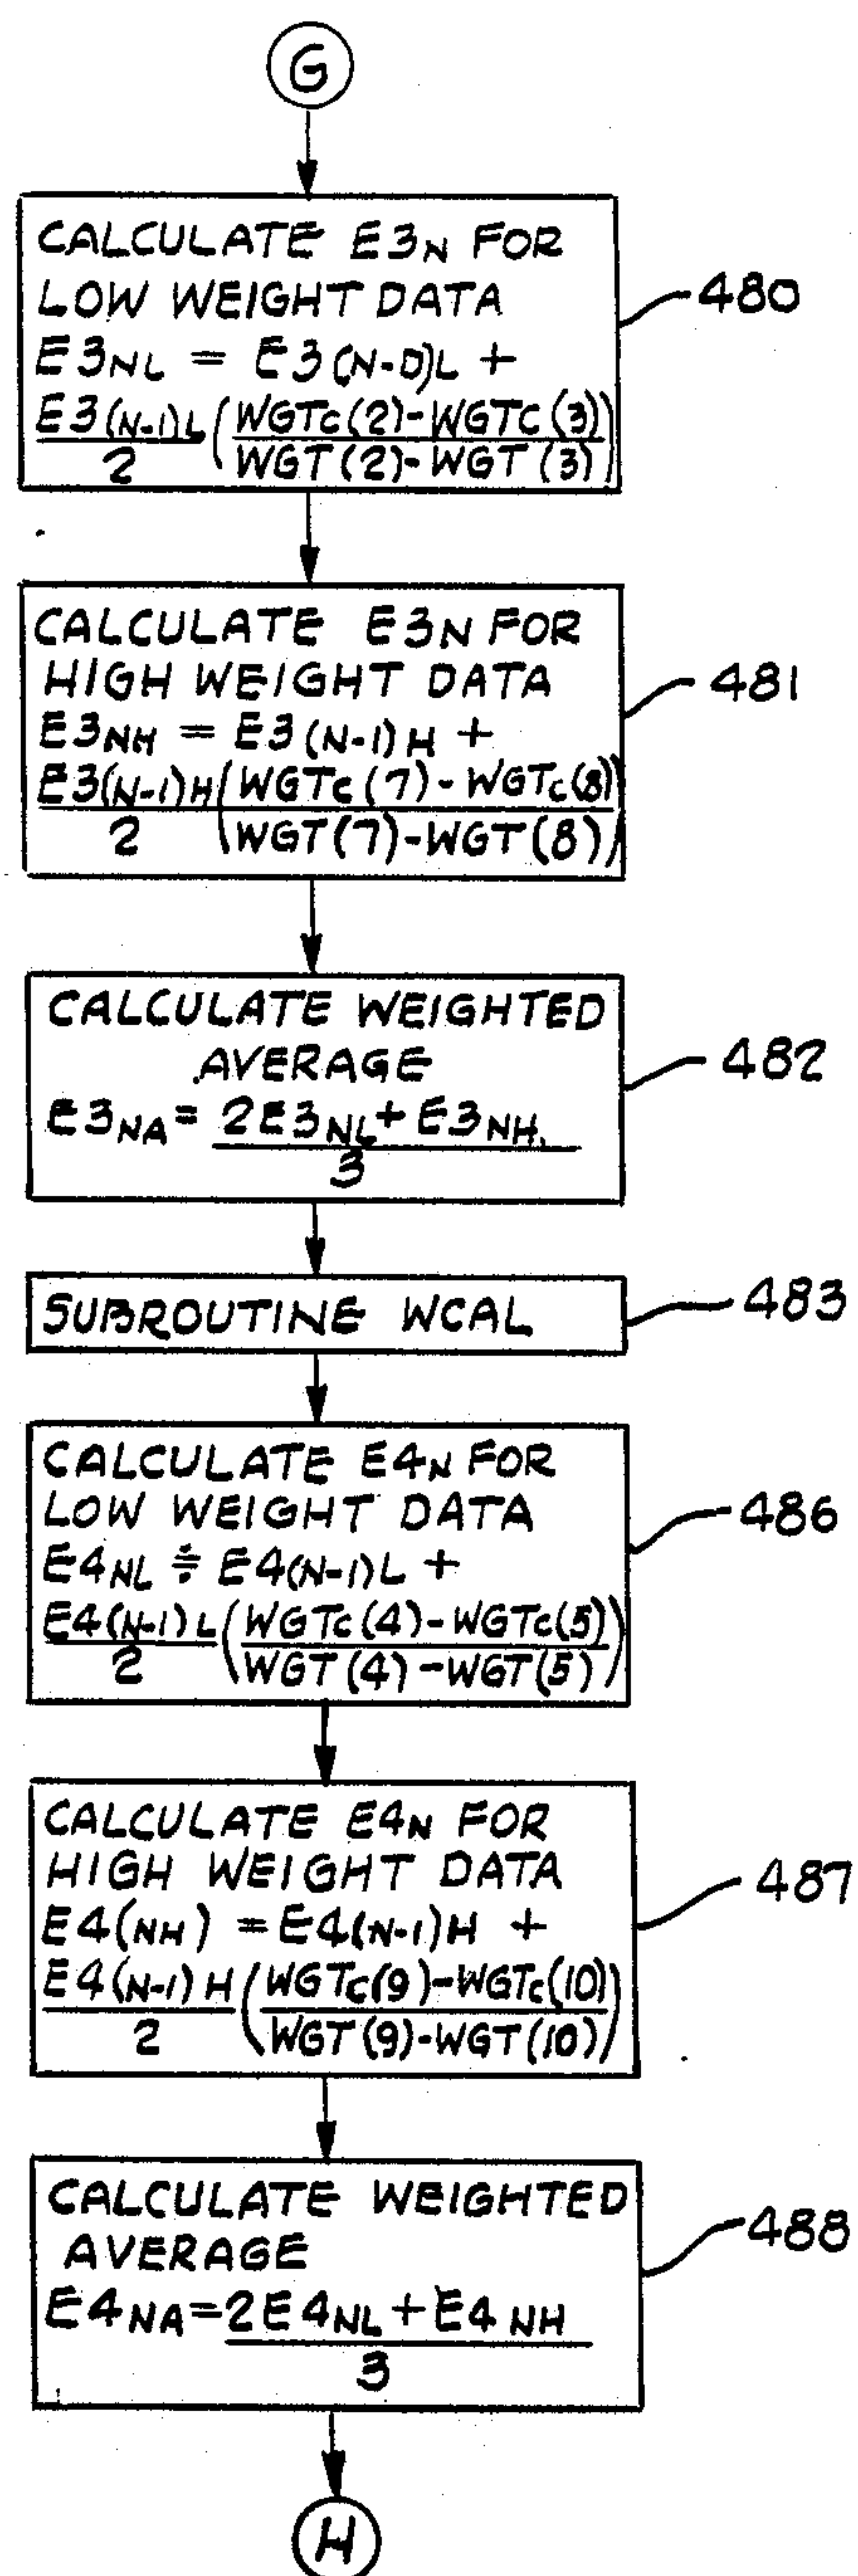 G
CALCULATE E3N FOR
LOW WEIGHT DATA
480
E3NL = E3(N-D)L +
E3(N-1)L/2 (WGTC(2)-WGTC(3)/WGT(2)-WGT(3))
CALCULATE E3N FOR
HIGH WEIGHT DATA
481
E3NH = E3(N-1)H +
E3(N-1)H/2 (WGTC(7)-WGTC(8)/WGT(7)-WGT(8))
CALCULATE WEIGHTED
AVERAGE
482
E3NA = 2E3NL + E3NH/3
SUBROUTINE WCAL
483
CALCULATE E4N FOR
LOW WEIGHT DATA
486
E4NL ≑ E4(N-1)L +
E4(N-1)L/2 (WGTC(4)-WGTC(5)/WGT(4)-WGT(5))
CALCULATE E4N FOR
HIGH WEIGHT DATA
487
E4(NH) = E4(N-1)H +
E4(N-1)H/2 (WGTC(9)-WGTC(10)/WGT(9)-WGT(10))
CALCULATE WEIGHTED
AVERAGE
488
E4NA = 2E4NL + E4NH/3
H